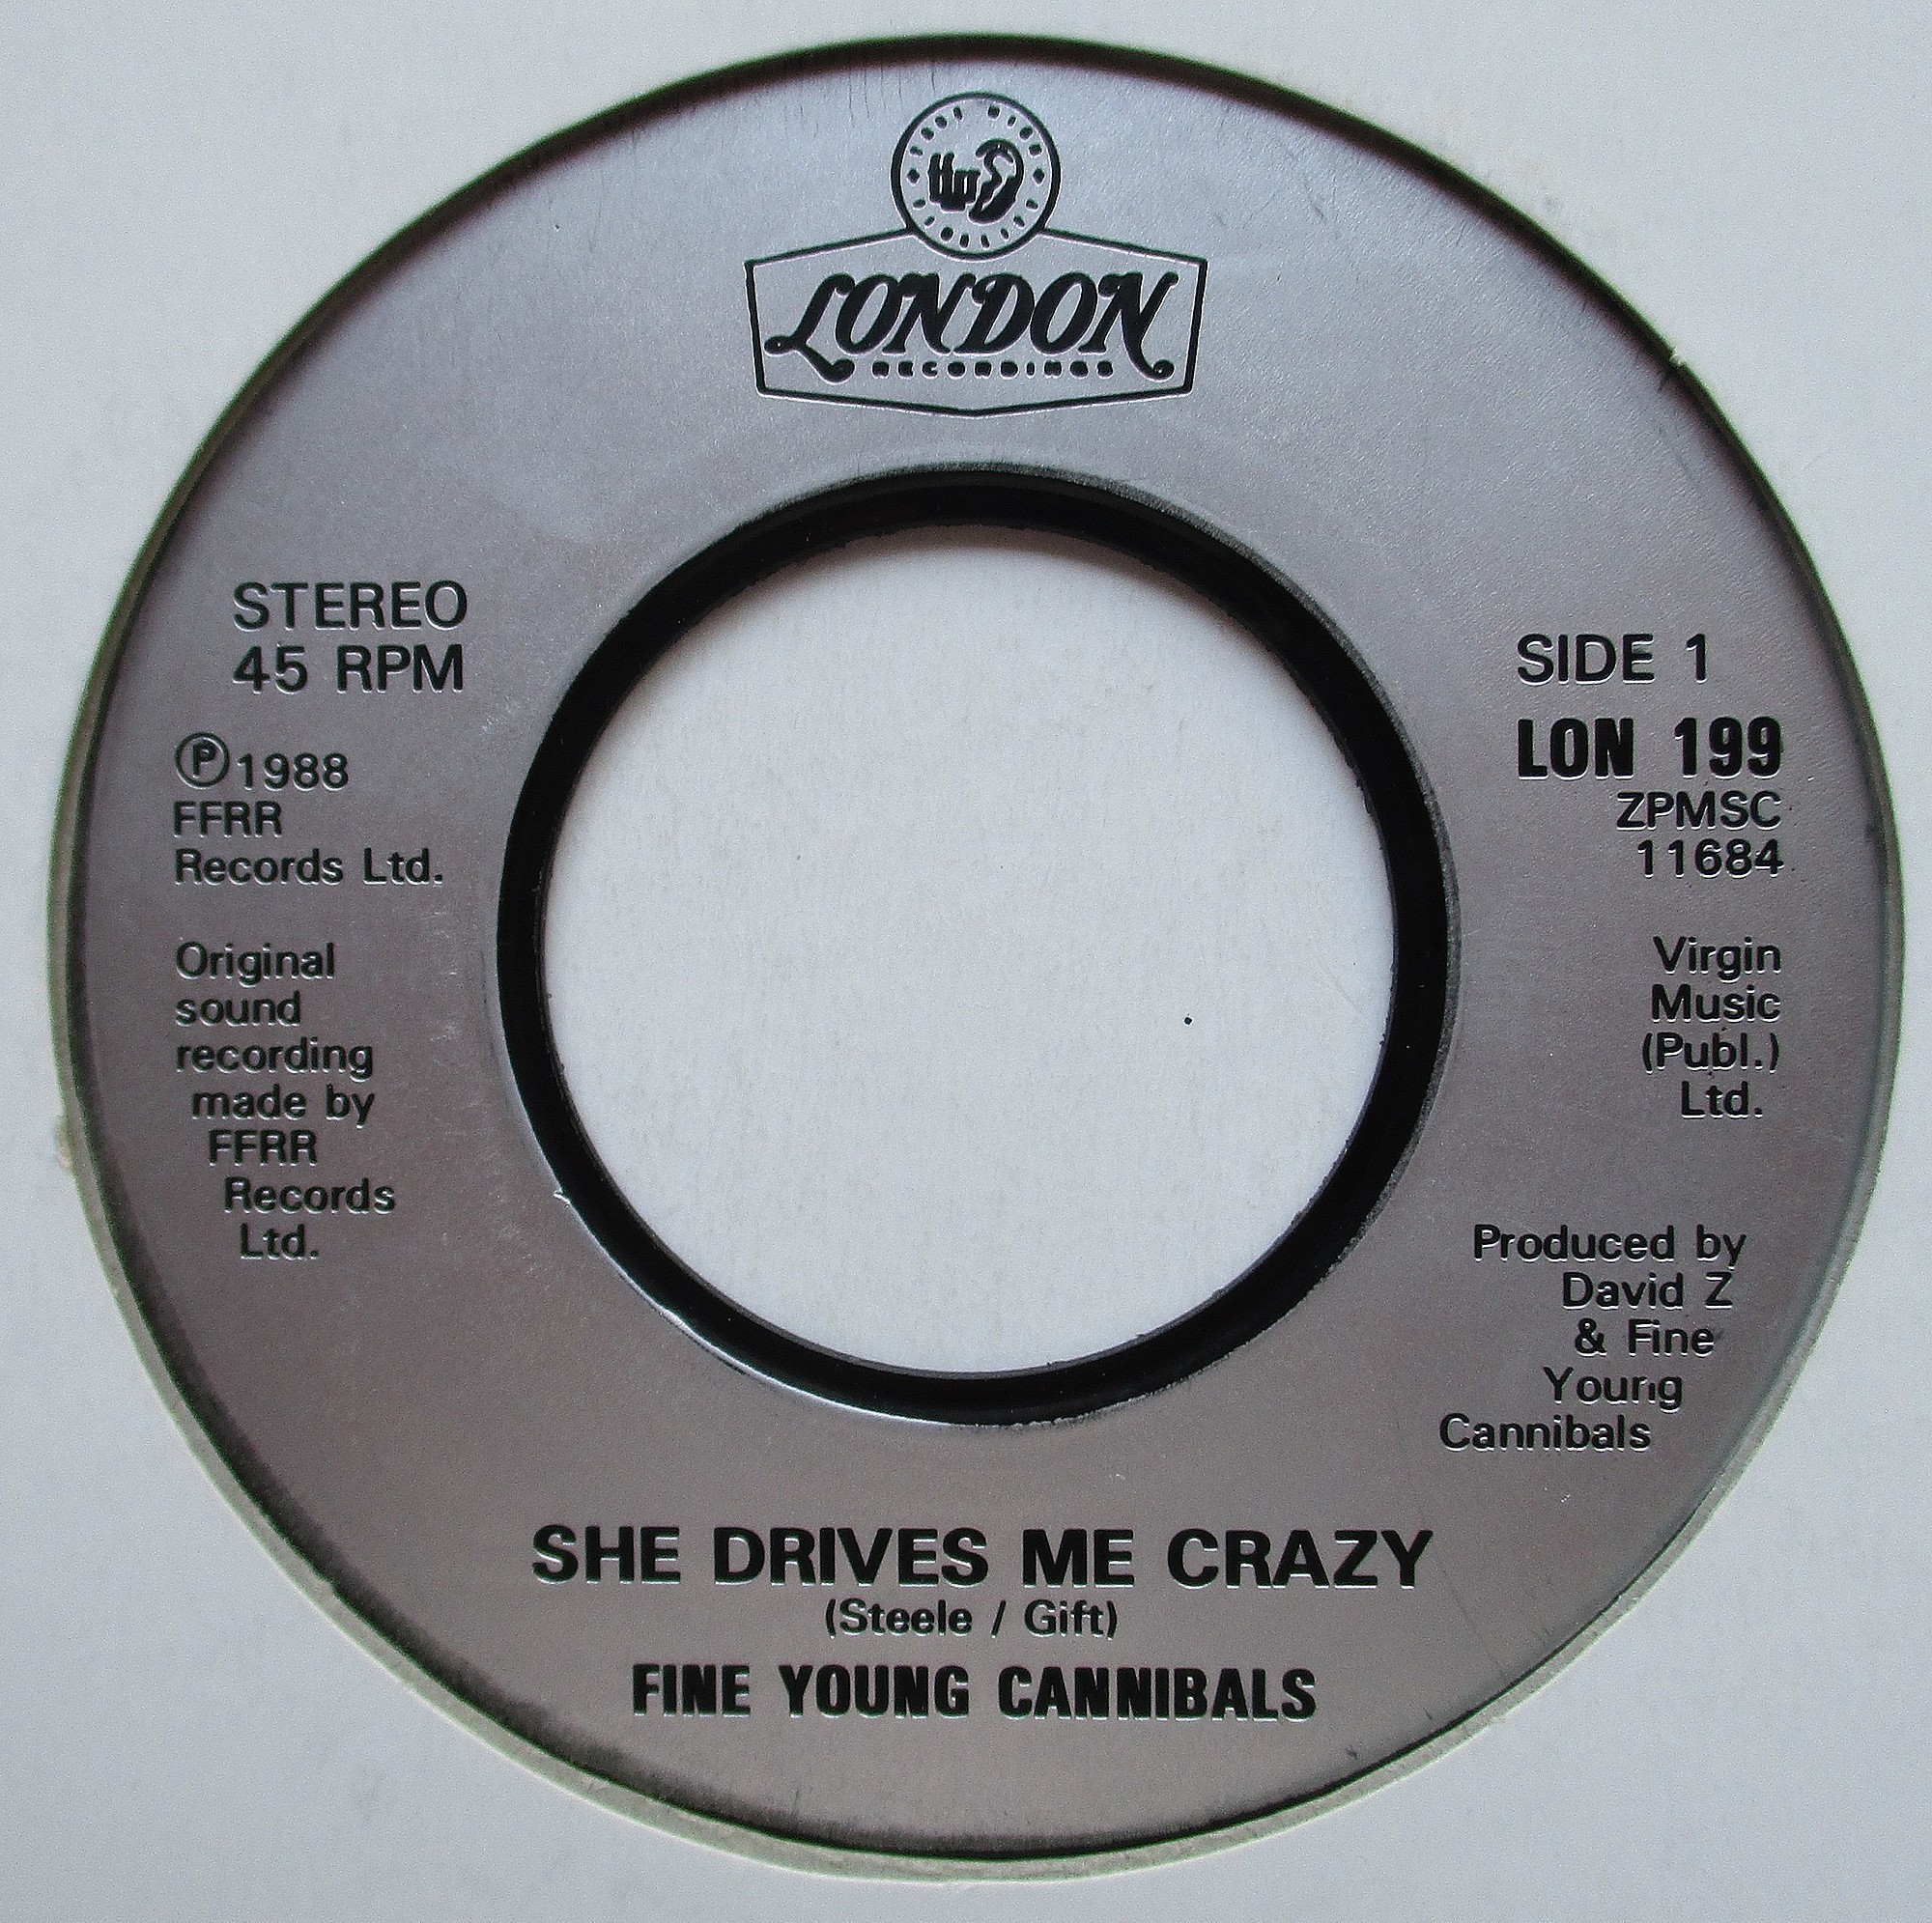 LONDON
RECORDINGS
STEREO
45 RPM
Ⓟ1988
FFRR
Records Ltd.
Original
sound
recording
made by
FFRR
Records
Ltd.
SIDE 1
LON 199
ZPMSC
11684
Virgin
Music
(Publ.)
Ltd.
Produced by
David Z
& Fine
Young
Cannibals
SHE DRIVES ME CRAZY
(Steele / Gift)
FINE YOUNG CANNIBALS